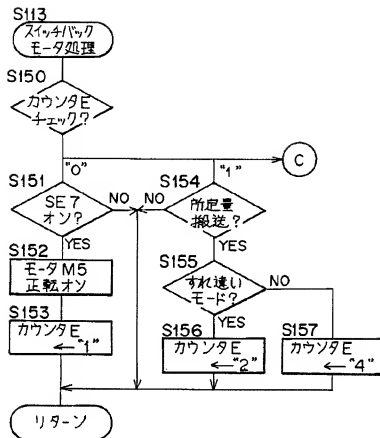 S113
スイッチバック
モータ処理
S150
カウンタE
チェック?
C
"0"
"1"
S151
SE7
オン?
NO
NO
S154
所定量
搬送?
YES
YES
S152
モータM5
正転オン
S155
すれ違い
モード?
NO
YES
S153
カウンタE
←"1"
S156
カウンタE
←"2"
S157
カウンタE
←"4"
リターン